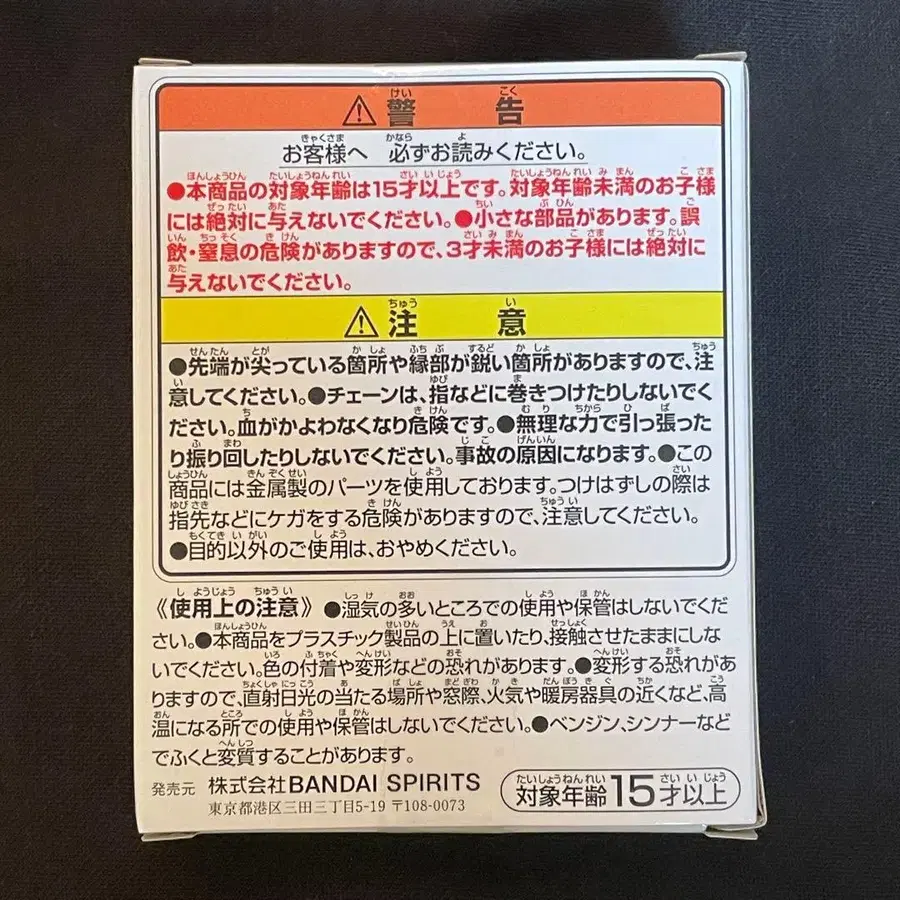 ⚠警告
お客様へ 必ずお読みください。
●本商品の対象年齢は15才以上です。対象年齢未満のお子様
には絶対に与えないでください。●小さな部品があります。誤
飲・窒息の危険がありますので、3才未満のお子様には絶対に
与えないでください。
⚠注意
●先端が尖っている箇所や縁部が鋭い箇所がありますので、注
意してください。●チェーンは、指などに巻きつけたりしないでく
ださい。血がかよわなくなり危険です。●無理な力で引っ張った
り振り回したりしないでください。事故の原因になります。●この
商品には金属製のパーツを使用しております。つけはずしの際は
指先などにケガをする危険がありますので、注意してください。
●目的以外のご使用は、おやめください。
《使用上の注意》●湿気の多いところでの使用や保管はしないでくだ
さい。●本商品をプラスチック製品の上に置いたり、接触させたままにしな
いでください。色の付着や変形などの恐れがあります。●変形する恐れがあ
りますので、直射日光の当たる場所や窓際、火気や暖房器具の近くなど、高
温になる所での使用や保管はしないでください。●ベンジン、シンナーなど
でふくと変質することがあります。
発売元 株式会社BANDAI SPIRITS
東京都港区三田三丁目5-19 〒108-0073
対象年齢15才以上